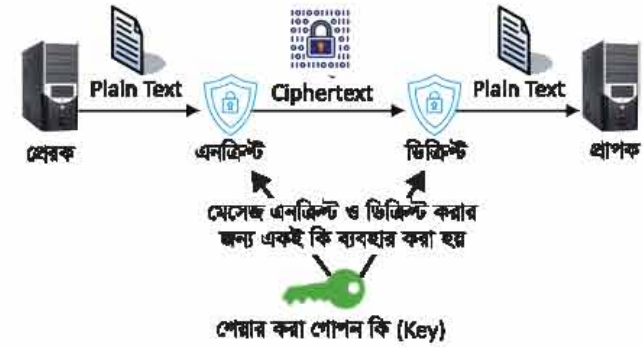 Plain Text
Ciphertext
Plain Text
প্রেরক
এনক্রিপ্ট
ডিক্রিপ্ট
প্রাপক
মেসেজ এনক্রিপ্ট ও ডিক্রিপ্ট করার
জন্য একই কি ব্যবহার করা হয়
শেয়ার করা গোপন কি (Key)